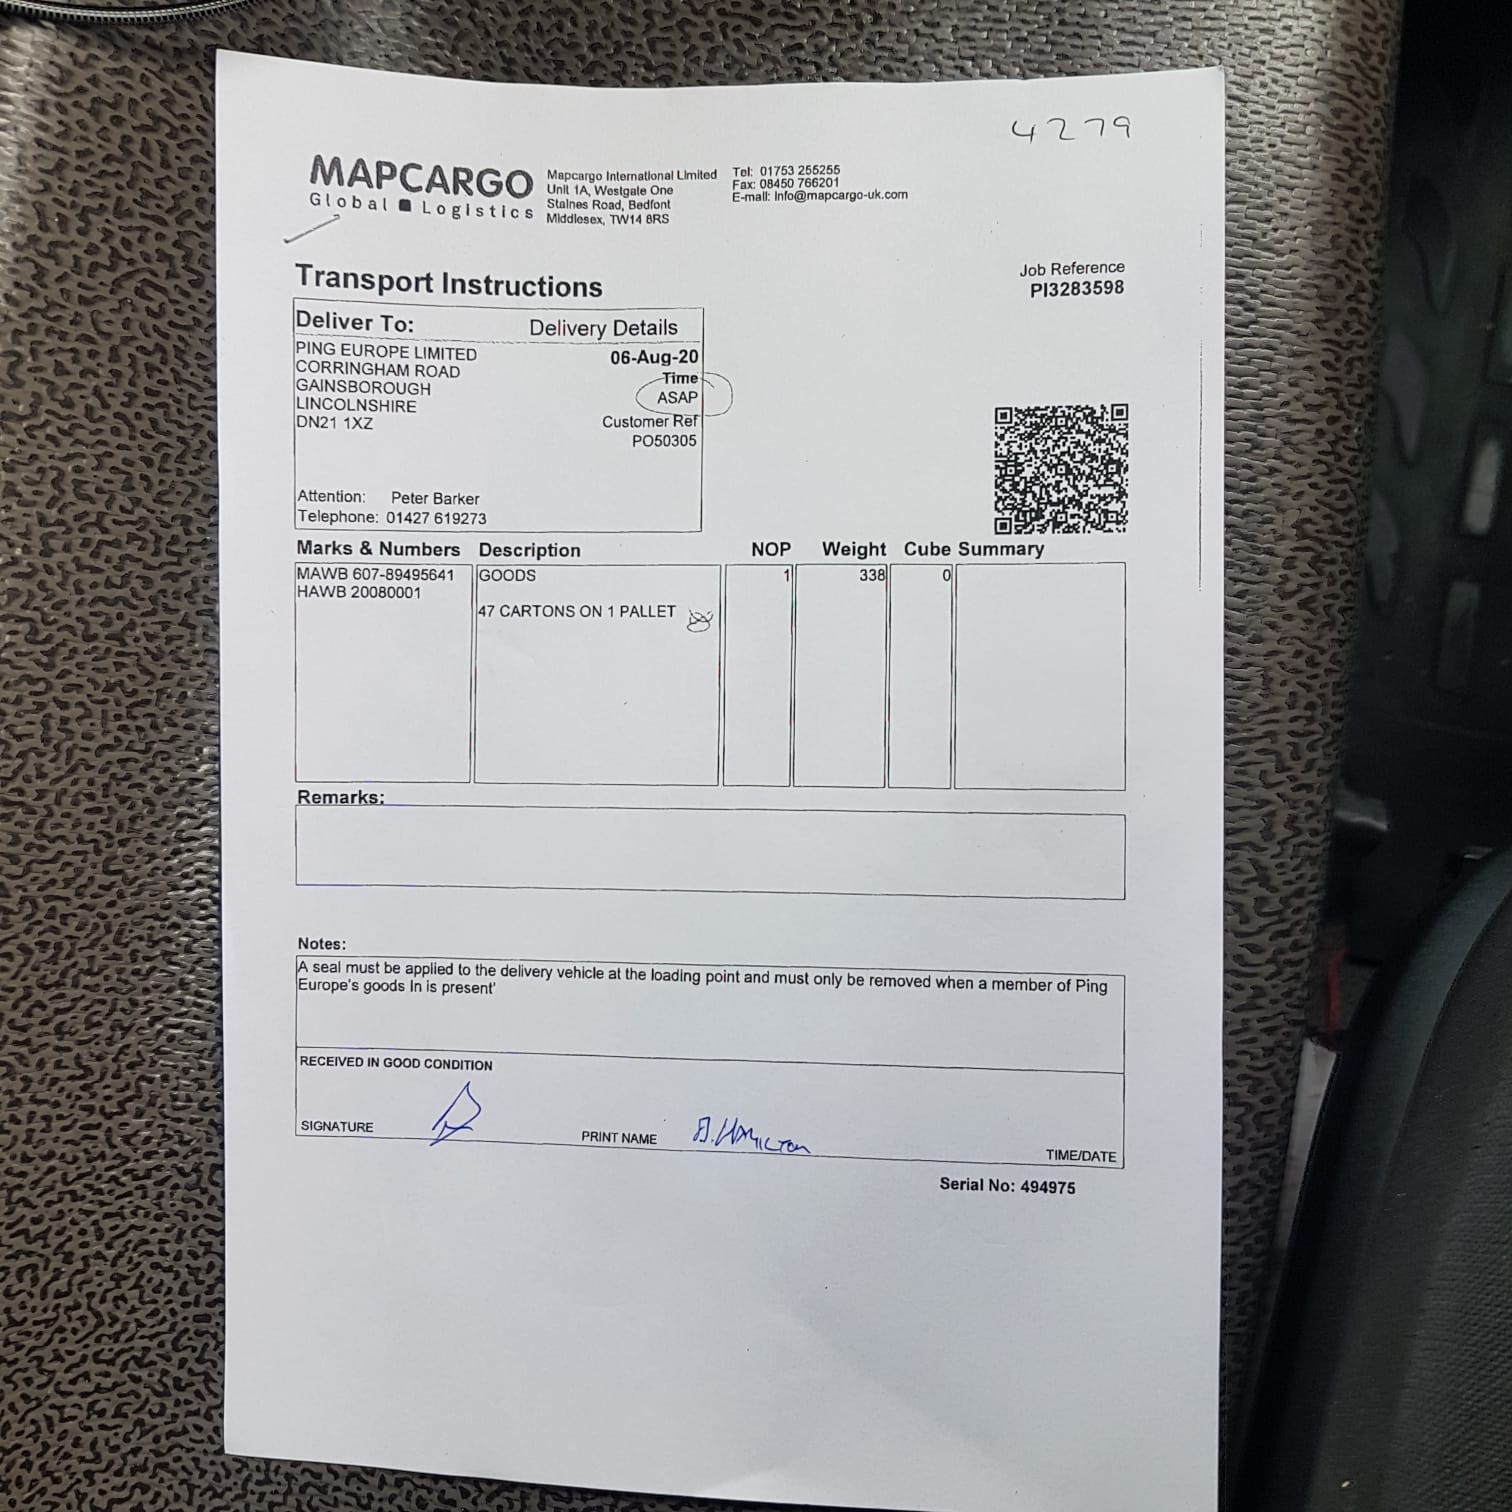 4279
MAPCARGO
Global Logistics
Mapcargo International Limited
Unit 1A, Westgate One
Staines Road, Bedfont
Middlesex, TW14 8RS
Tel: 01753 255255
Fax: 08450 766201
E-mail: Info@mapcargo-uk.com
Transport Instructions
Job Reference
PI3283598
Deliver To:
PING EUROPE LIMITED
CORRINGHAM ROAD
GAINSBOROUGH
LINCOLNSHIRE
DN21 1XZ
Attention: Peter Barker
Telephone: 01427 619273
Delivery Details
06-Aug-20
Time
ASAP
Customer Ref
PO50305
Marks & Numbers Description NOP Weight Cube Summary
MAWB 607-89495641 GOODS 1 338 0
HAWB 20080001
47 CARTONS ON 1 PALLET
Remarks:
Notes:
A seal must be applied to the delivery vehicle at the loading point and must only be removed when a member of Ping
Europe's goods In is present'
RECEIVED IN GOOD CONDITION
SIGNATURE PRINT NAME HAMILTON TIME/DATE
Serial No: 494975